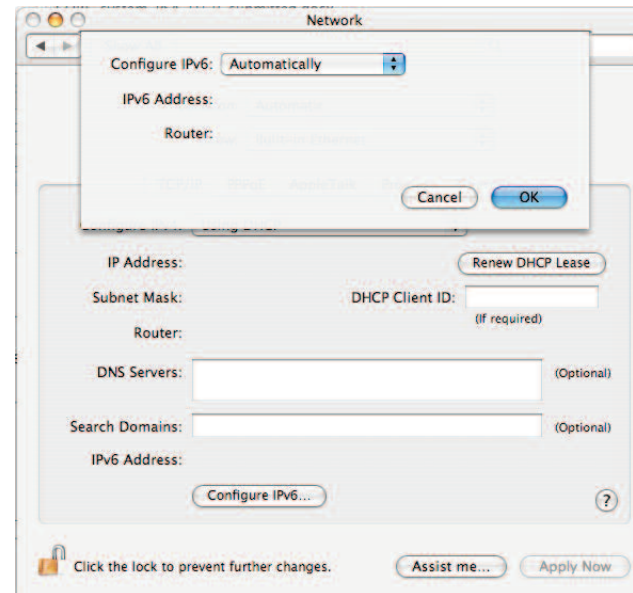 Network
Configure IPv6: Automatically
IPv6 Address:
Router:
Cancel OK
IP Address: Renew DHCP Lease
Subnet Mask: DHCP Client ID:
(If required)
Router:
DNS Servers: (Optional)
Search Domains: (Optional)
IPv6 Address:
Configure IPv6...
?
Click the lock to prevent further changes. Assist me... Apply Now